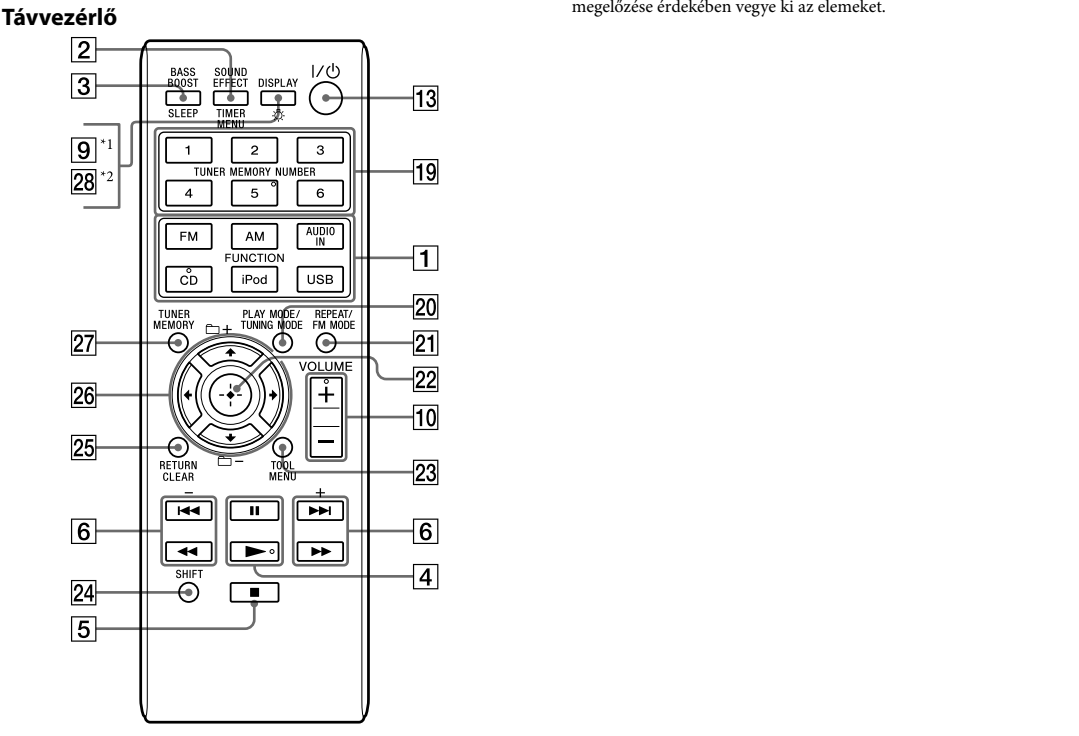 megelőzése érdekében vegye ki az elemeket.
Távvezérlő
2
3
9 *1
28 *2
BASS BOOST
SOUND EFFECT
DISPLAY
I/⏻
SLEEP
TIMER MENU
13
1 2 3
TUNER MEMORY NUMBER
4 5 6
19
FM AM AUDIO IN
FUNCTION
CD iPod USB
1
TUNER MEMORY
PLAY MODE/ TUNING MODE
REPEAT/ FM MODE
20
27
+
21
VOLUME
22
26
+
10
−
25
RETURN CLEAR
−
TOOL MENU
23
− +
6
6
4
SHIFT
24
5